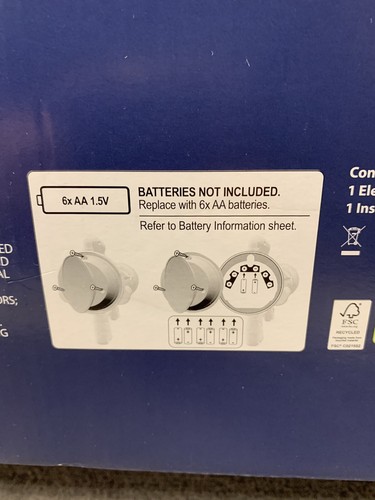 6x AA 1.5V
BATTERIES NOT INCLUDED.
Replace with 6x AA batteries.
Refer to Battery Information sheet.
Con
1 Ele
1 Ins
ED
D
AL
ORS;
G
FSC
RECYCLED